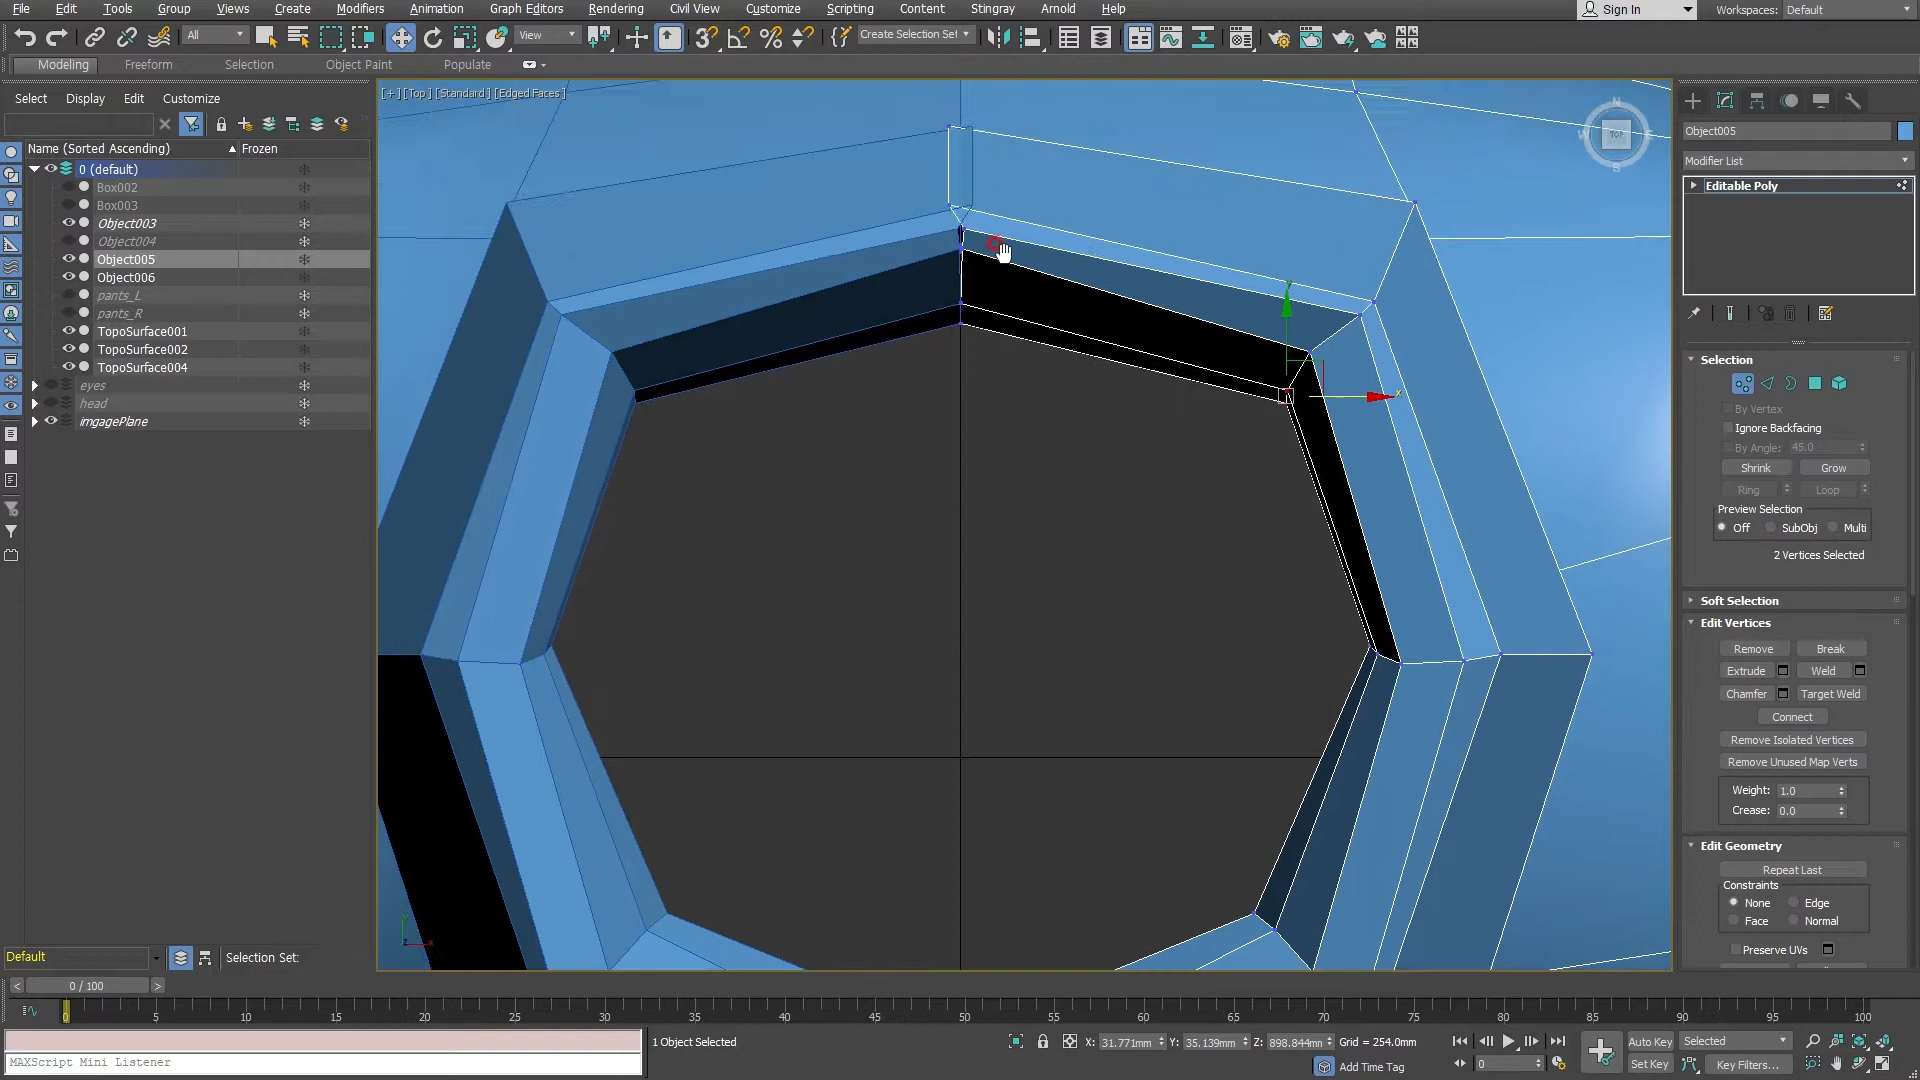 File Edit Tools Group Views Create Modifiers Animation Graph Editors Rendering Civil View Customize Scripting Content Stingray Arnold Help Sign In Workspaces: Default
All View Create Selection Set
Modeling Freeform Selection Object Paint Populate
Select Display Edit Customize
[+] [Top] [Standard] [Edged Faces]
Name (Sorted Ascending) Frozen
0 (default)
Box002
Box003
Object003
Object004
Object005
Object006
pants_L
pants_R
TopoSurface001
TopoSurface002
TopoSurface004
eyes
head
imgagePlane
N
W
TOP
S
y
x
Object005
Modifier List
Editable Poly
Selection
By Vertex
Ignore Backfacing
By Angle: 45.0
Shrink Grow
Ring Loop
Preview Selection
Off SubObj Multi
2 Vertices Selected
Soft Selection
Edit Vertices
Remove Break
Extrude Weld
Chamfer Target Weld
Connect
Remove Isolated Vertices
Remove Unused Map Verts
Weight: 1.0
Crease: 0.0
Edit Geometry
Repeat Last
Constraints
None Edge
Face Normal
Preserve UVs
Default Selection Set:
< 0 / 100 >
0 5 10 15 20 25 30 35 40 45 50 55 60 65 70 75 80 85 90 95 100
1 Object Selected X: 31.771mm Y: 35.139mm Z: 898.844mm Grid = 254.0mm Auto Key Selected
MAXScript Mini Listener Add Time Tag 0 Set Key Key Filters...